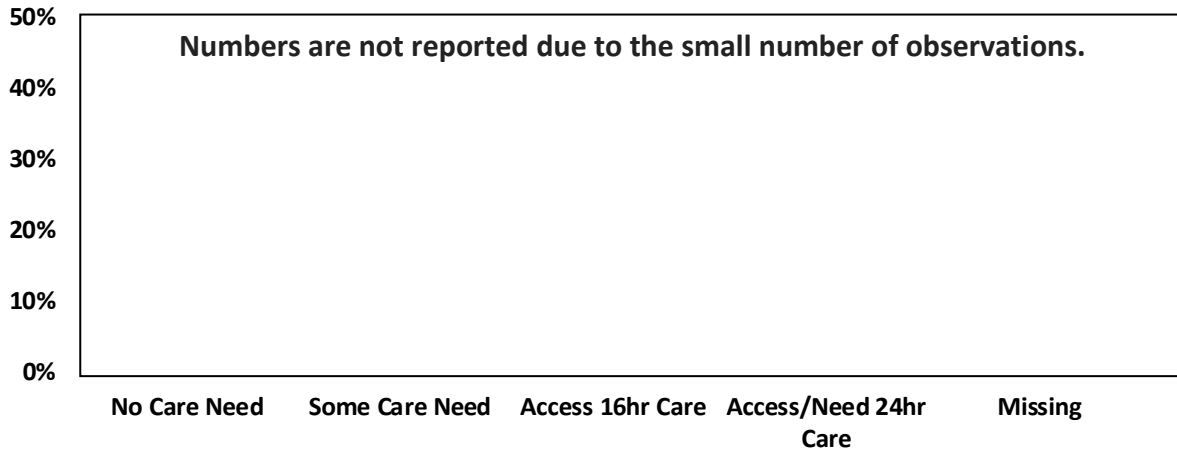 50%
Numbers are not reported due to the small number of observations.
40%
30%
20%
10%
0%
No Care Need Some Care Need Access 16hr Care Access/Need 24hr Missing
Care